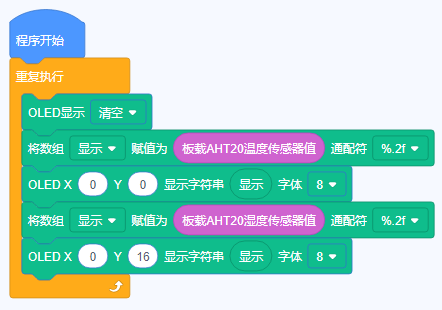 程序开始
重复执行
OLED显示 清空
将数组 显示 赋值为 板载AHT20温度传感器值 通配符 %.2f
OLED X 0 Y 0 显示字符串 显示 字体 8
将数组 显示 赋值为 板载AHT20湿度传感器值 通配符 %.2f
OLED X 0 Y 16 显示字符串 显示 字体 8